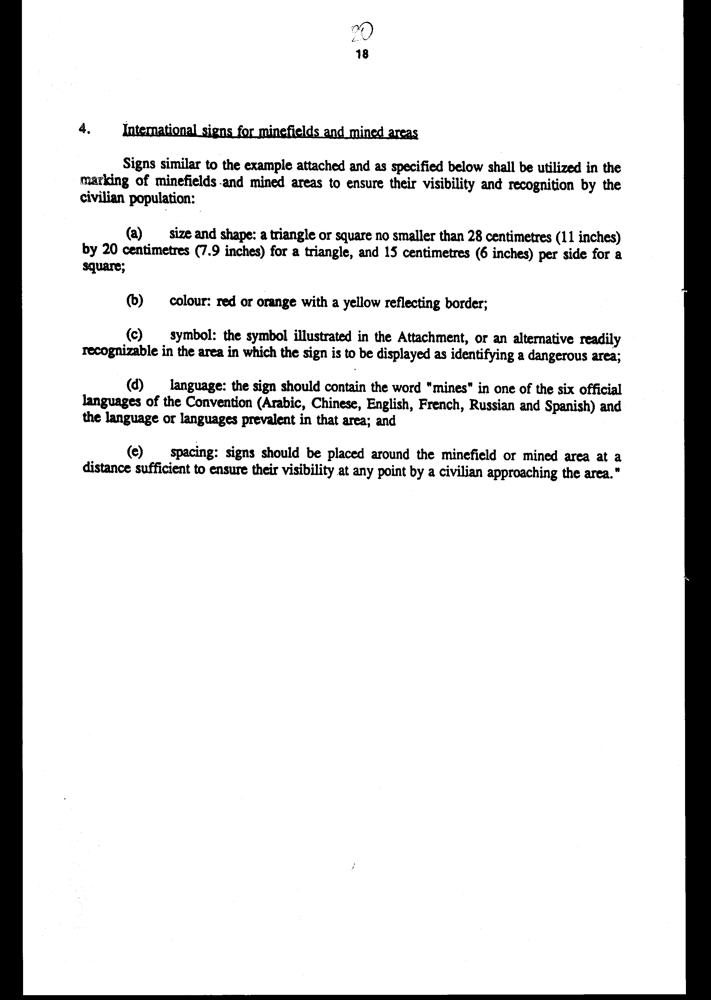 20
18
4. International signs for minefields and mined areas
Signs similar to the example attached and as specified below shall be utilized in the
marking of minefields and mined areas to ensure their visibility and recognition by the
civilian population:
(a) size and shape: a triangle or square no smaller than 28 centimetres (11 inches)
by 20 centimetres (7.9 inches) for a triangle, and 15 centimetres (6 inches) per side for a
square;
(b) colour: red or orange with a yellow reflecting border;
(c) symbol: the symbol illustrated in the Attachment, or an alternative readily
recognizable in the area in which the sign is to be displayed as identifying a dangerous area;
(d) language: the sign should contain the word "mines" in one of the six official
languages of the Convention (Arabic, Chinese, English, French, Russian and Spanish) and
the language or languages prevalent in that area; and
(e) spacing: signs should be placed around the minefield or mined area at a
distance sufficient to ensure their visibility at any point by a civilian approaching the area."